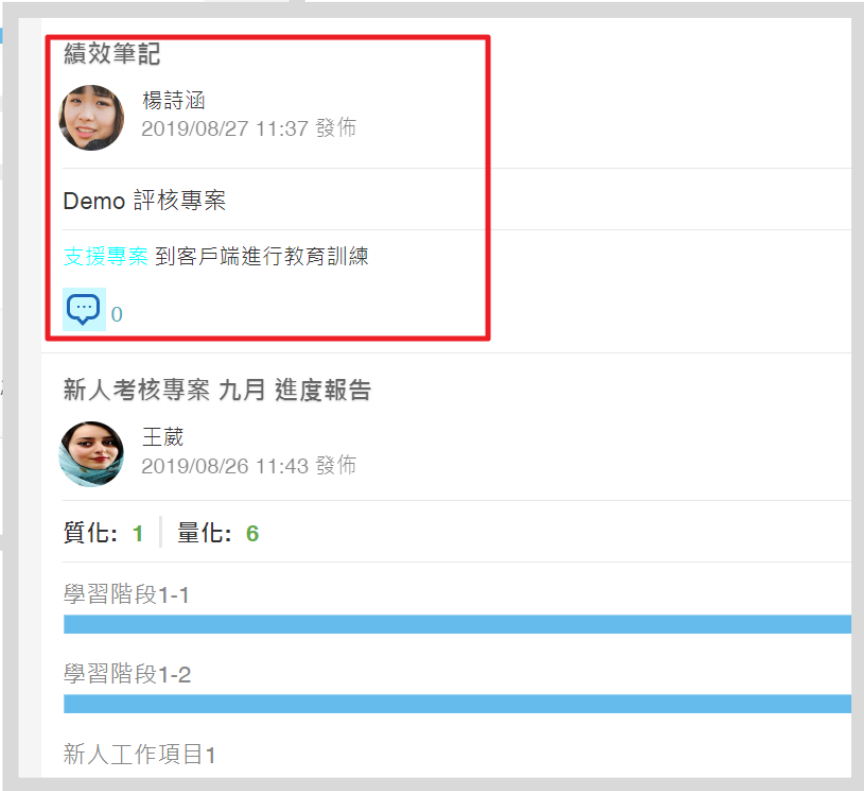 績效筆記
楊詩涵
2019/08/27 11:37 發佈
Demo 評核專案
支援專案 到客戶端進行教育訓練
0
新人考核專案 九月 進度報告
王葳
2019/08/26 11:43 發佈
質化: 1 量化: 6
學習階段1-1
學習階段1-2
新人工作項目1